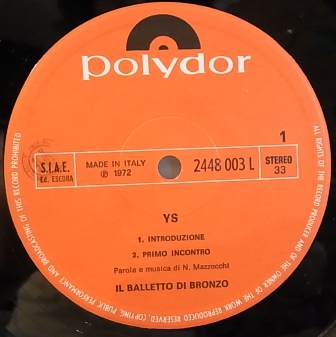 polydor
S.I.A.E.
Ed. ESEDRA
MADE IN ITALY
℗ 1972
2448 003 L
1
STEREO
33
YS
1. INTRODUZIONE
2. PRIMO INCONTRO
Parole e musica di N. Mazzocchi
IL BALLETTO DI BRONZO
ALL RIGHTS OF THE RECORD PRODUCER AND OF THE OWNER OF THE WORK REPRODUCED RESERVED. COPYING, PUBLIC PERFORMANCE AND BROADCASTING OF THIS RECORD PROHIBITED